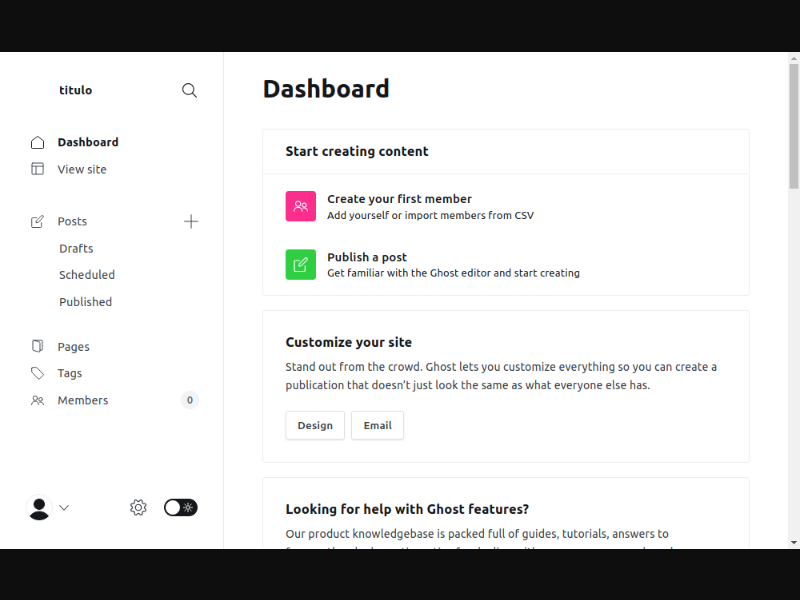 titulo
Dashboard
View site
Posts
Drafts
Scheduled
Published
Pages
Tags
Members 0
Dashboard
Start creating content
Create your first member
Add yourself or import members from CSV
Publish a post
Get familiar with the Ghost editor and start creating
Customize your site
Stand out from the crowd. Ghost lets you customize everything so you can create a
publication that doesn’t just look the same as what everyone else has.
Design Email
Looking for help with Ghost features?
Our product knowledgebase is packed full of guides, tutorials, answers to